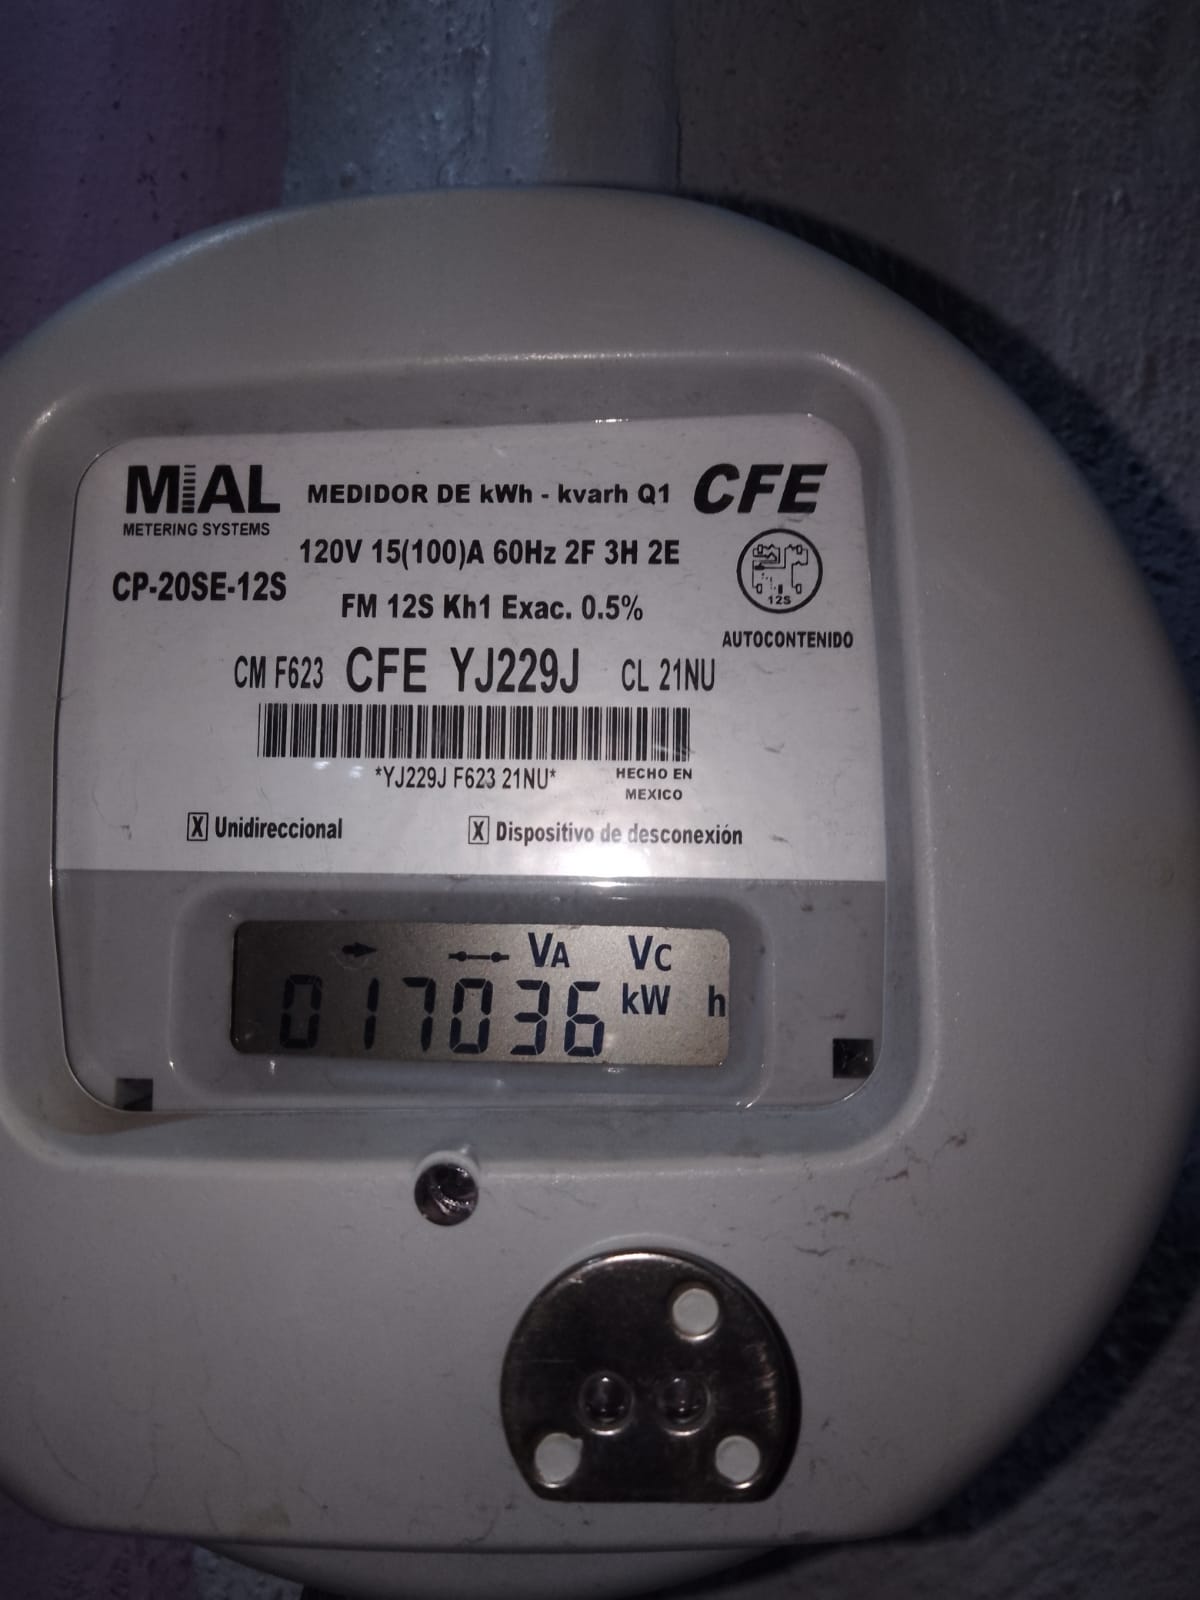 MIAL
METERING SYSTEMS
MEDIDOR DE kWh - kvarh Q1
CFE
120V 15(100)A 60Hz 2F 3H 2E
CP-20SE-12S
FM 12S Kh1 Exac. 0.5%
12S
AUTOCONTENIDO
CM F623 CFE YJ229J CL 21NU
*YJ229J F623 21NU*
HECHO EN
MEXICO
X Unidireccional
X Dispositivo de desconexión
VA VC
017036 kW h